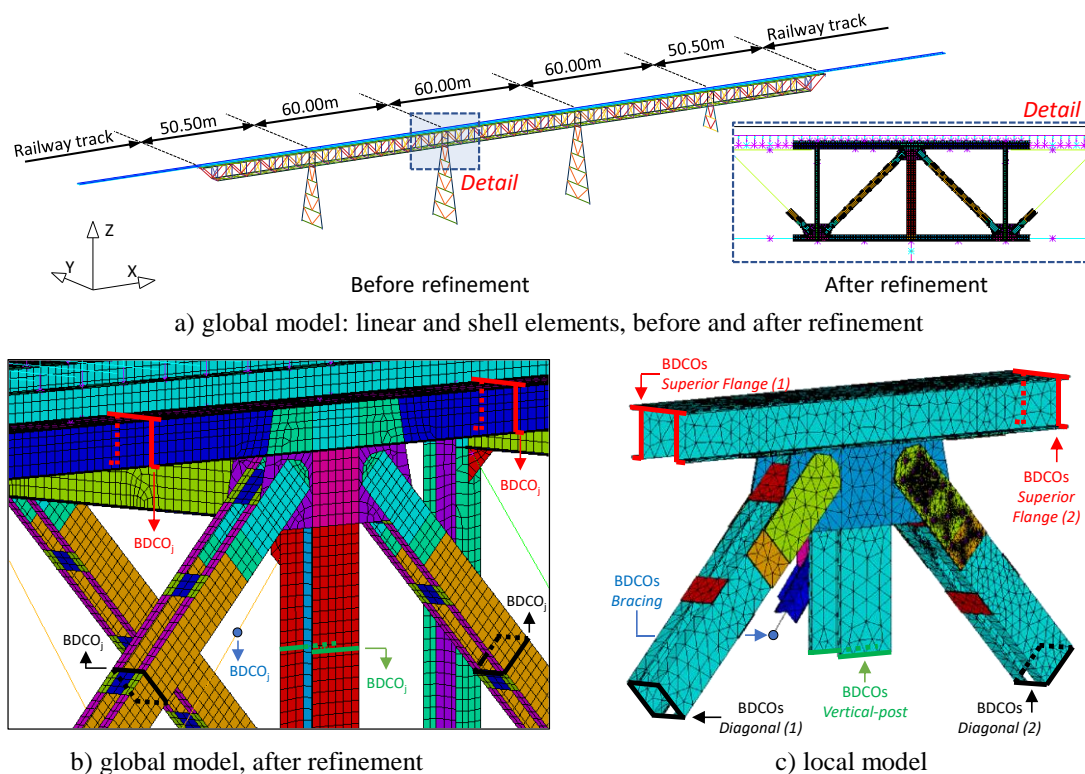 Railway track
50.50m
60.00m
60.00m
60.00m
50.50m
Railway track
Detail
Detail
Z
Y
X
Before refinement
After refinement
a) global model: linear and shell elements, before and after refinement
BDCOⱼ
BDCOⱼ
BDCOⱼ
BDCOⱼ
BDCOⱼ
BDCOⱼ
b) global model, after refinement
BDCOs
Superior Flange (1)
BDCOs
Superior
Flange (2)
BDCOs
Bracing
BDCOs
Diagonal (1)
BDCOs
Vertical-post
BDCOs
Diagonal (2)
c) local model